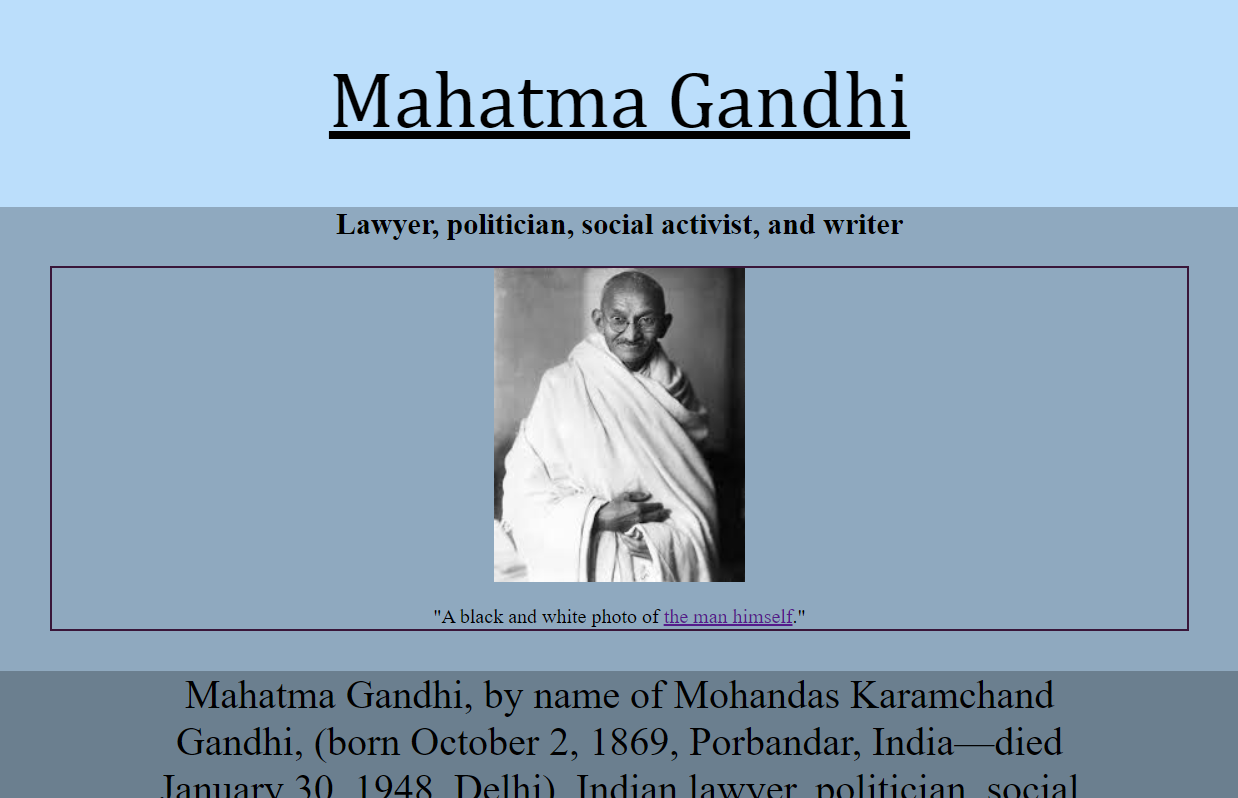 Mahatma Gandhi
Lawyer, politician, social activist, and writer
"A black and white photo of the man himself."
Mahatma Gandhi, by name of Mohandas Karamchand
Gandhi, (born October 2, 1869, Porbandar, India—died
January 30, 1948, Delhi), Indian lawyer, politician, social